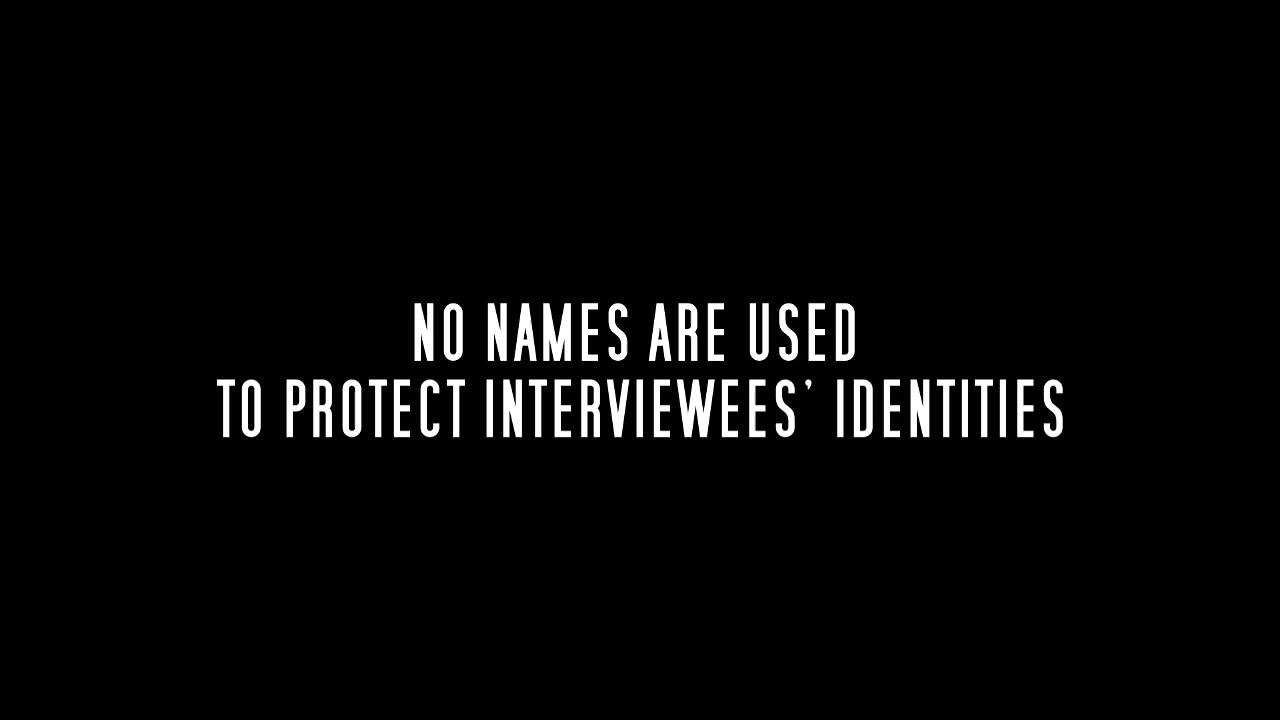 NO NAMES ARE USED
TO PROTECT INTERVIEWEES’ IDENTITIES